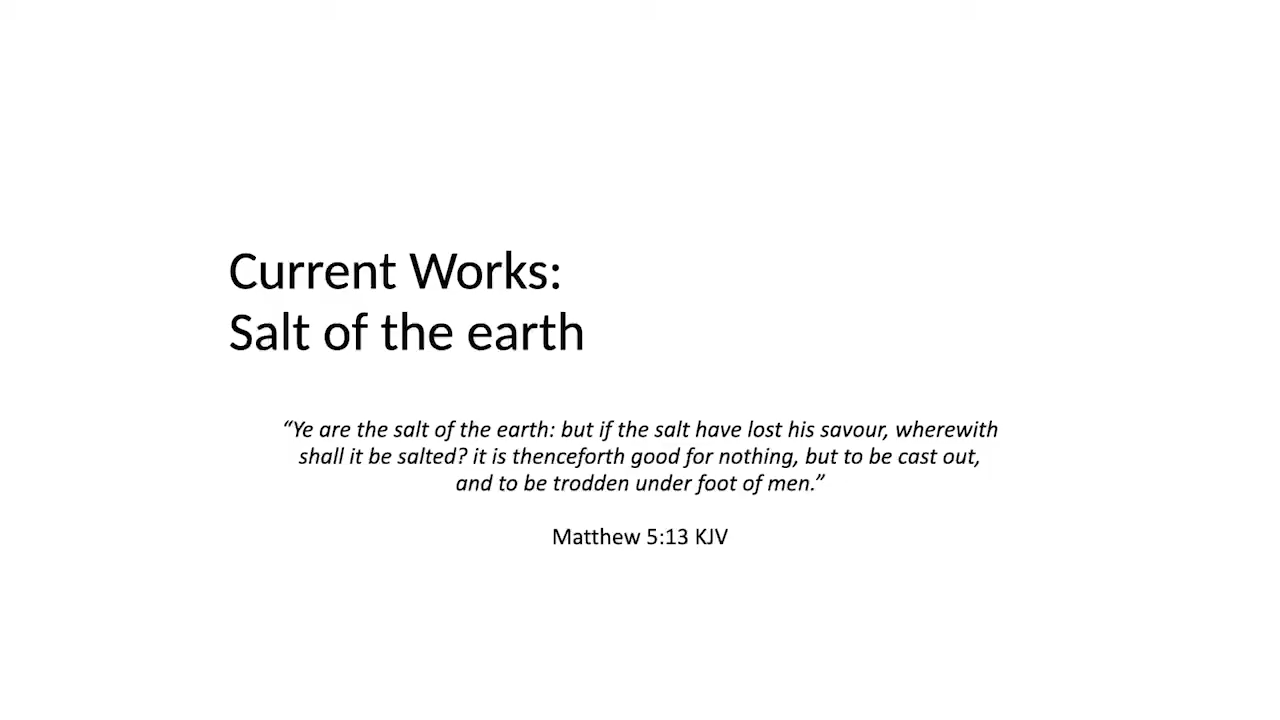 Current Works:
Salt of the earth
“Ye are the salt of the earth: but if the salt have lost his savour, wherewith
shall it be salted? it is thenceforth good for nothing, but to be cast out,
and to be trodden under foot of men.”
Matthew 5:13 KJV